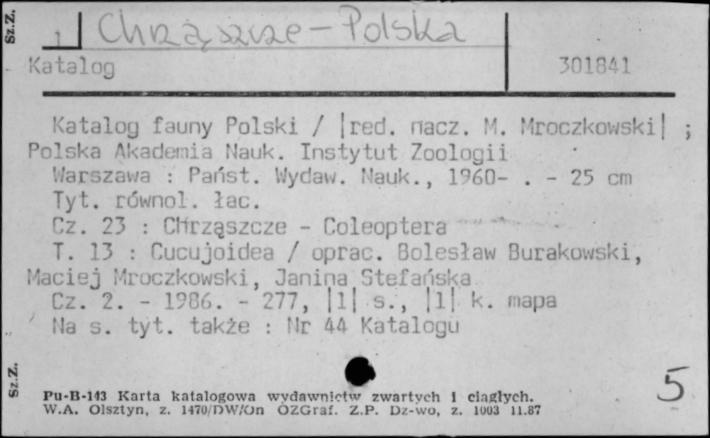 Sz.Z.
1 Chrząszcze - Polska
Katalog 301841
Katalog fauny Polski / |red. nacz. M. Mroczkowski| ;
Polska Akademia Nauk. Instytut Zoologii
Warszawa : Państ. Wydaw. Nauk., 1960- . - 25 cm
Tyt. równol. łac.
Cz. 23 : Chrząszcze - Coleoptera
T. 13 : Cucujoidea / oprac. Bolesław Burakowski,
Maciej Mroczkowski, Janina Stefańska
Cz. 2. - 1986. - 277, |1| s., |1| k. mapa
Na s. tyt. także : Nr 44 Katalogu
Sz.Z.
5
Pu-B-113 Karta katalogowa wydawnictw zwartych i ciągłych.
W.A. Olsztyn, z. 1470/DW/On OZGraf. Z.P. Dz-wo, z. 1003 11.87